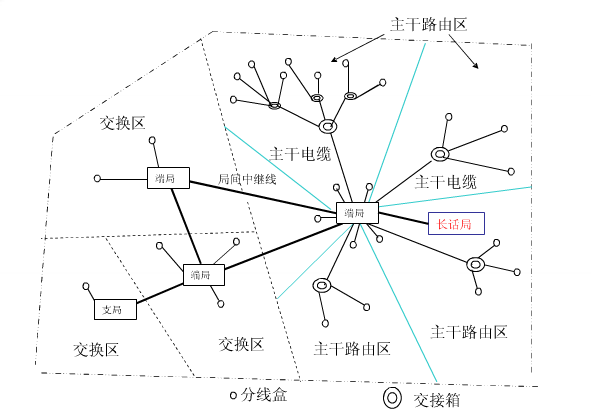 主干路由区
交换区
主干电缆
端局
局间中继线
主干电缆
端局
长话局
端局
支局
交换区
交换区
主干路由区
主干路由区
分线盒
交接箱